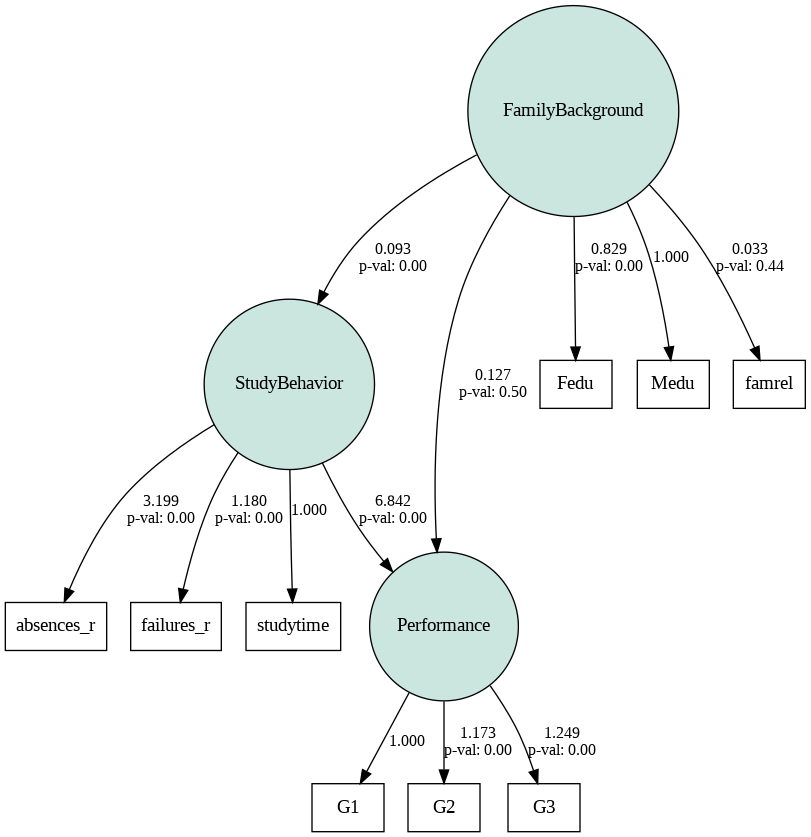 FamilyBackground
0.093
p-val: 0.00
0.829
p-val: 0.00
1.000
0.033
p-val: 0.44
StudyBehavior
0.127
p-val: 0.50
Fedu
Medu
famrel
3.199
p-val: 0.00
1.180
p-val: 0.00
1.000
6.842
p-val: 0.00
absences_r
failures_r
studytime
Performance
1.000
1.173
p-val: 0.00
1.249
p-val: 0.00
G1
G2
G3